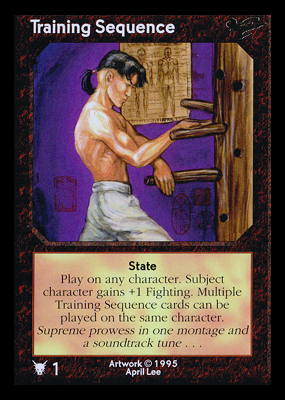 Training Sequence
State
Play on any character. Subject
character gains +1 Fighting. Multiple
Training Sequence cards can be
played on the same character.
Supreme prowess in one montage and
a soundtrack tune . . .
1
Artwork © 1995
April Lee